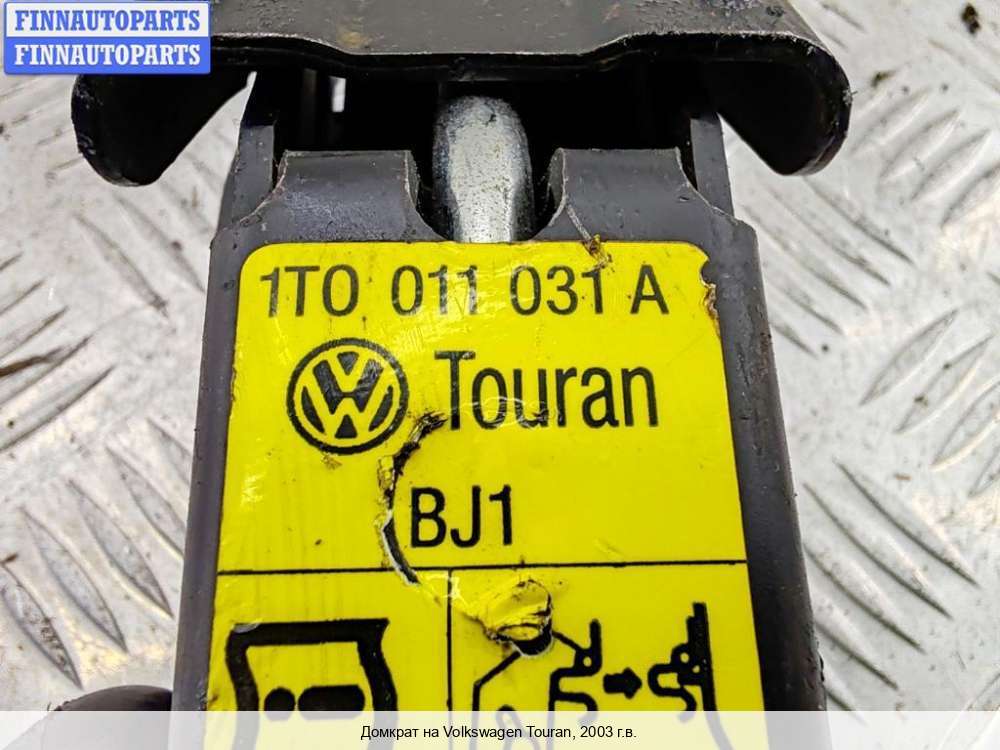 FINNAUTOPARTS
FINNAUTOPARTS
1T0 011 031 A
Touran
BJ1
Домкрат на Volkswagen Touran, 2003 г.в.